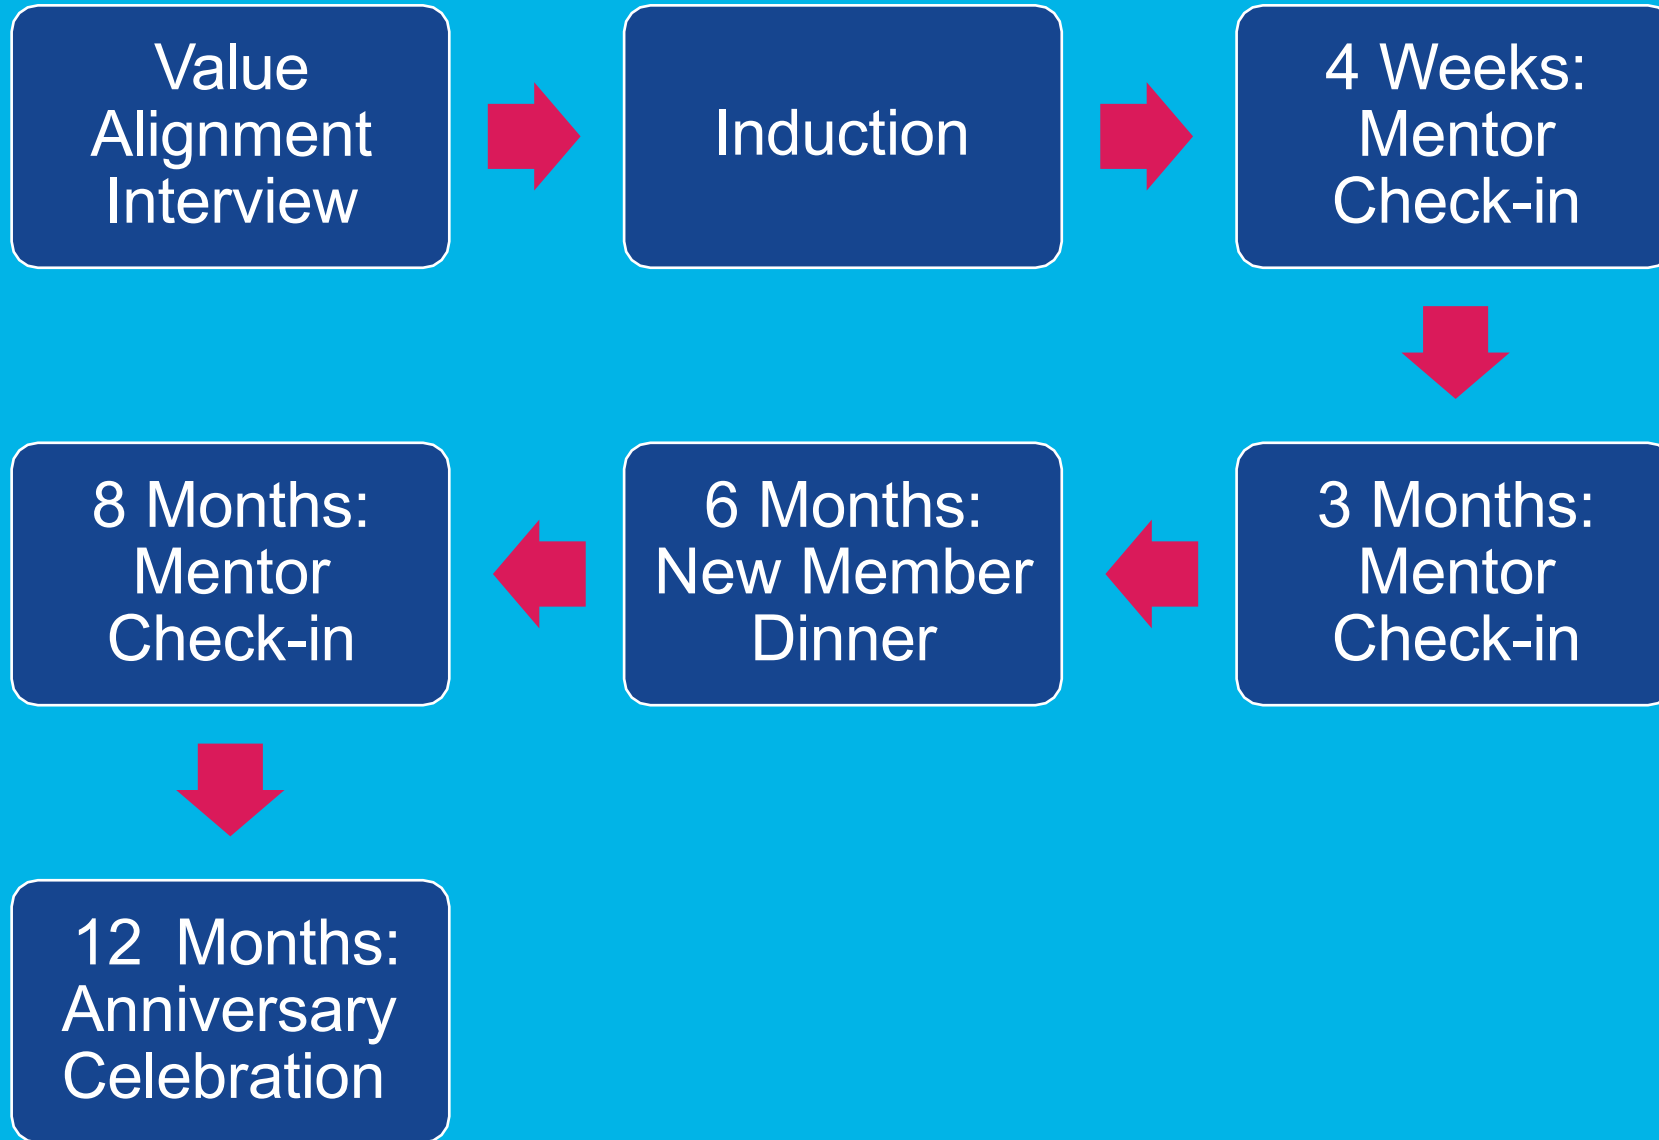 Value
Alignment
Interview
Induction
4 Weeks:
Mentor
Check-in
3 Months:
Mentor
Check-in
6 Months:
New Member
Dinner
8 Months:
Mentor
Check-in
12  Months:
Anniversary
Celebration